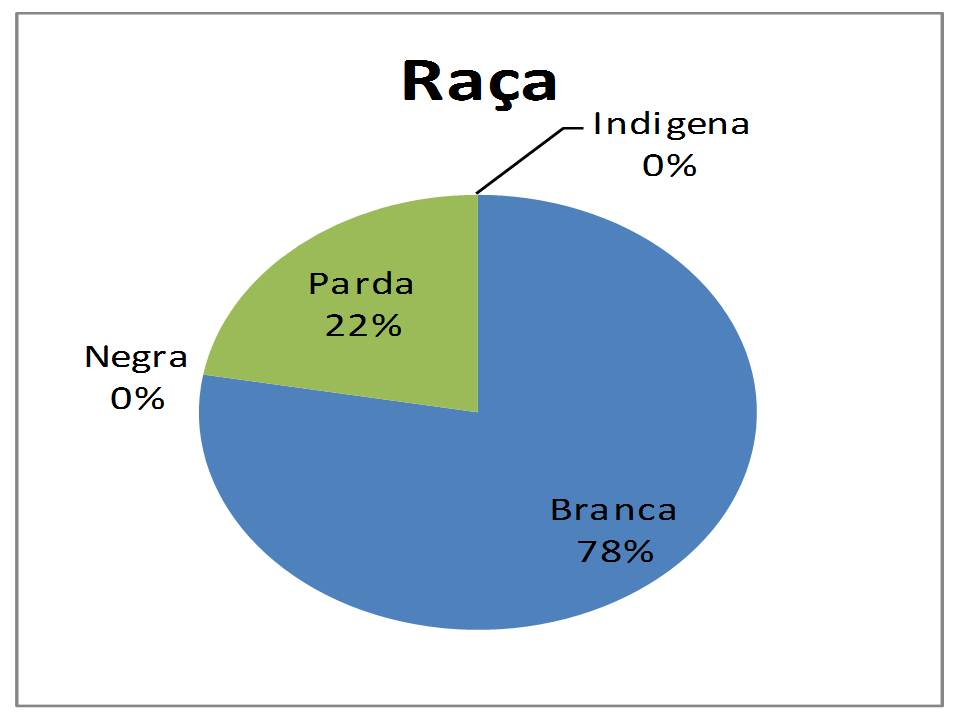 Raça
Indigena
0%
Parda
22%
Negra
0%
Branca
78%